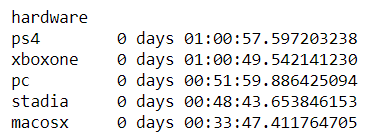 hardware
ps4 0 days 01:00:57.597203238
xboxone 0 days 01:00:49.542141230
pc 0 days 00:51:59.886425094
stadia 0 days 00:48:43.653846153
macosx 0 days 00:33:47.411764705